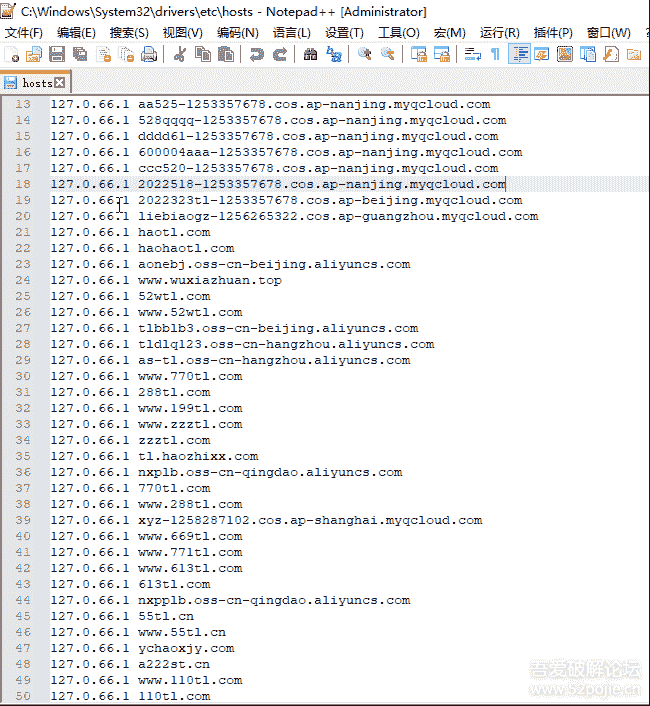 C:\Windows\System32\drivers\etc\hosts - Notepad++ [Administrator]
文件(F) 编辑(E) 搜索(S) 视图(V) 编码(N) 语言(L) 设置(T) 工具(O) 宏(M) 运行(R) 插件(P) 窗口(W) ?
hosts
13 127.0.66.1 aa525-1253357678.cos.ap-nanjing.myqcloud.com
14 127.0.66.1 528qqqq-1253357678.cos.ap-nanjing.myqcloud.com
15 127.0.66.1 dddd61-1253357678.cos.ap-nanjing.myqcloud.com
16 127.0.66.1 600004aaa-1253357678.cos.ap-nanjing.myqcloud.com
17 127.0.66.1 ccc520-1253357678.cos.ap-nanjing.myqcloud.com
18 127.0.66.1 2022518-1253357678.cos.ap-nanjing.myqcloud.com
19 127.0.66.1 2022323tl-1253357678.cos.ap-beijing.myqcloud.com
20 127.0.66.1 liebiaogz-1256265322.cos.ap-guangzhou.myqcloud.com
21 127.0.66.1 haotl.com
22 127.0.66.1 haohaotl.com
23 127.0.66.1 aonebj.oss-cn-beijing.aliyuncs.com
24 127.0.66.1 www.wuxiazhuan.top
25 127.0.66.1 52wtl.com
26 127.0.66.1 www.52wtl.com
27 127.0.66.1 tlbblb3.oss-cn-beijing.aliyuncs.com
28 127.0.66.1 tldlq123.oss-cn-hangzhou.aliyuncs.com
29 127.0.66.1 as-tl.oss-cn-hangzhou.aliyuncs.com
30 127.0.66.1 www.770tl.com
31 127.0.66.1 288tl.com
32 127.0.66.1 www.199tl.com
33 127.0.66.1 www.zzztl.com
34 127.0.66.1 zzztl.com
35 127.0.66.1 tl.haozhixx.com
36 127.0.66.1 nxplb.oss-cn-qingdao.aliyuncs.com
37 127.0.66.1 770tl.com
38 127.0.66.1 www.288tl.com
39 127.0.66.1 xyz-1258287102.cos.ap-shanghai.myqcloud.com
40 127.0.66.1 www.669tl.com
41 127.0.66.1 www.771tl.com
42 127.0.66.1 www.613tl.com
43 127.0.66.1 613tl.com
44 127.0.66.1 nxpplb.oss-cn-qingdao.aliyuncs.com
45 127.0.66.1 55tl.cn
46 127.0.66.1 www.55tl.cn
47 127.0.66.1 ychaoxjy.com
48 127.0.66.1 a222st.cn
49 127.0.66.1 www.110tl.com
50 127.0.66.1 110tl.com
吾爱破解论坛
www.52pojie.cn